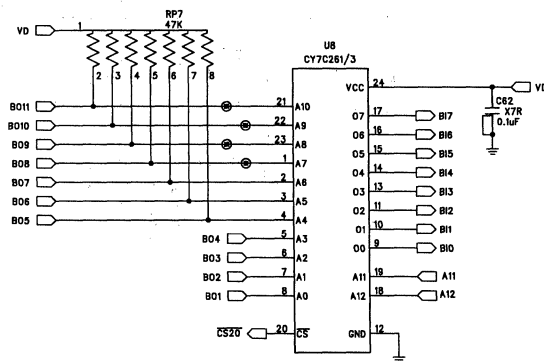 RP7
47K
VD 1
2 3 4 5 6 7 8
U8
CY7C261/3
VCC 24 VD
C62
X7R
0.1uF
BO11 21 A10
BO10 22 A9
BO9 23 A8
BO8 1 A7
BO7 2 A6
BO6 3 A5
BO5 4 A4
BO4 5 A3
BO3 6 A2
BO2 7 A1
BO1 8 A0
CS20 20 CS
O7 17 BI7
O6 16 BI6
O5 15 BI5
O4 14 BI4
O3 13 BI3
O2 11 BI2
O1 10 BI1
O0 9 BI0
A11 19 A11
A12 18 A12
GND 12